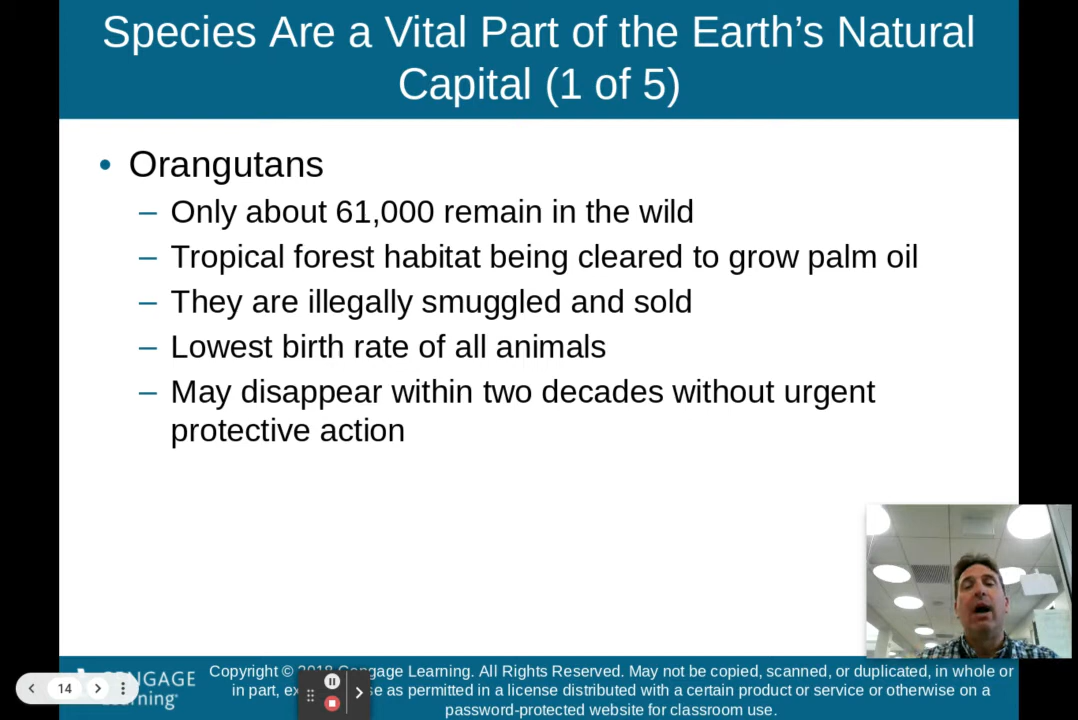 Species Are a Vital Part of the Earth’s Natural
Capital (1 of 5)
• Orangutans
– Only about 61,000 remain in the wild
– Tropical forest habitat being cleared to grow palm oil
– They are illegally smuggled and sold
– Lowest birth rate of all animals
– May disappear within two decades without urgent
protective action
Copyright © Cengage Learning. All Rights Reserved. May not be copied, scanned, or duplicated, in whole or
in part, as permitted in a license distributed with a certain product or service or otherwise on a
password-protected website for classroom use.
14